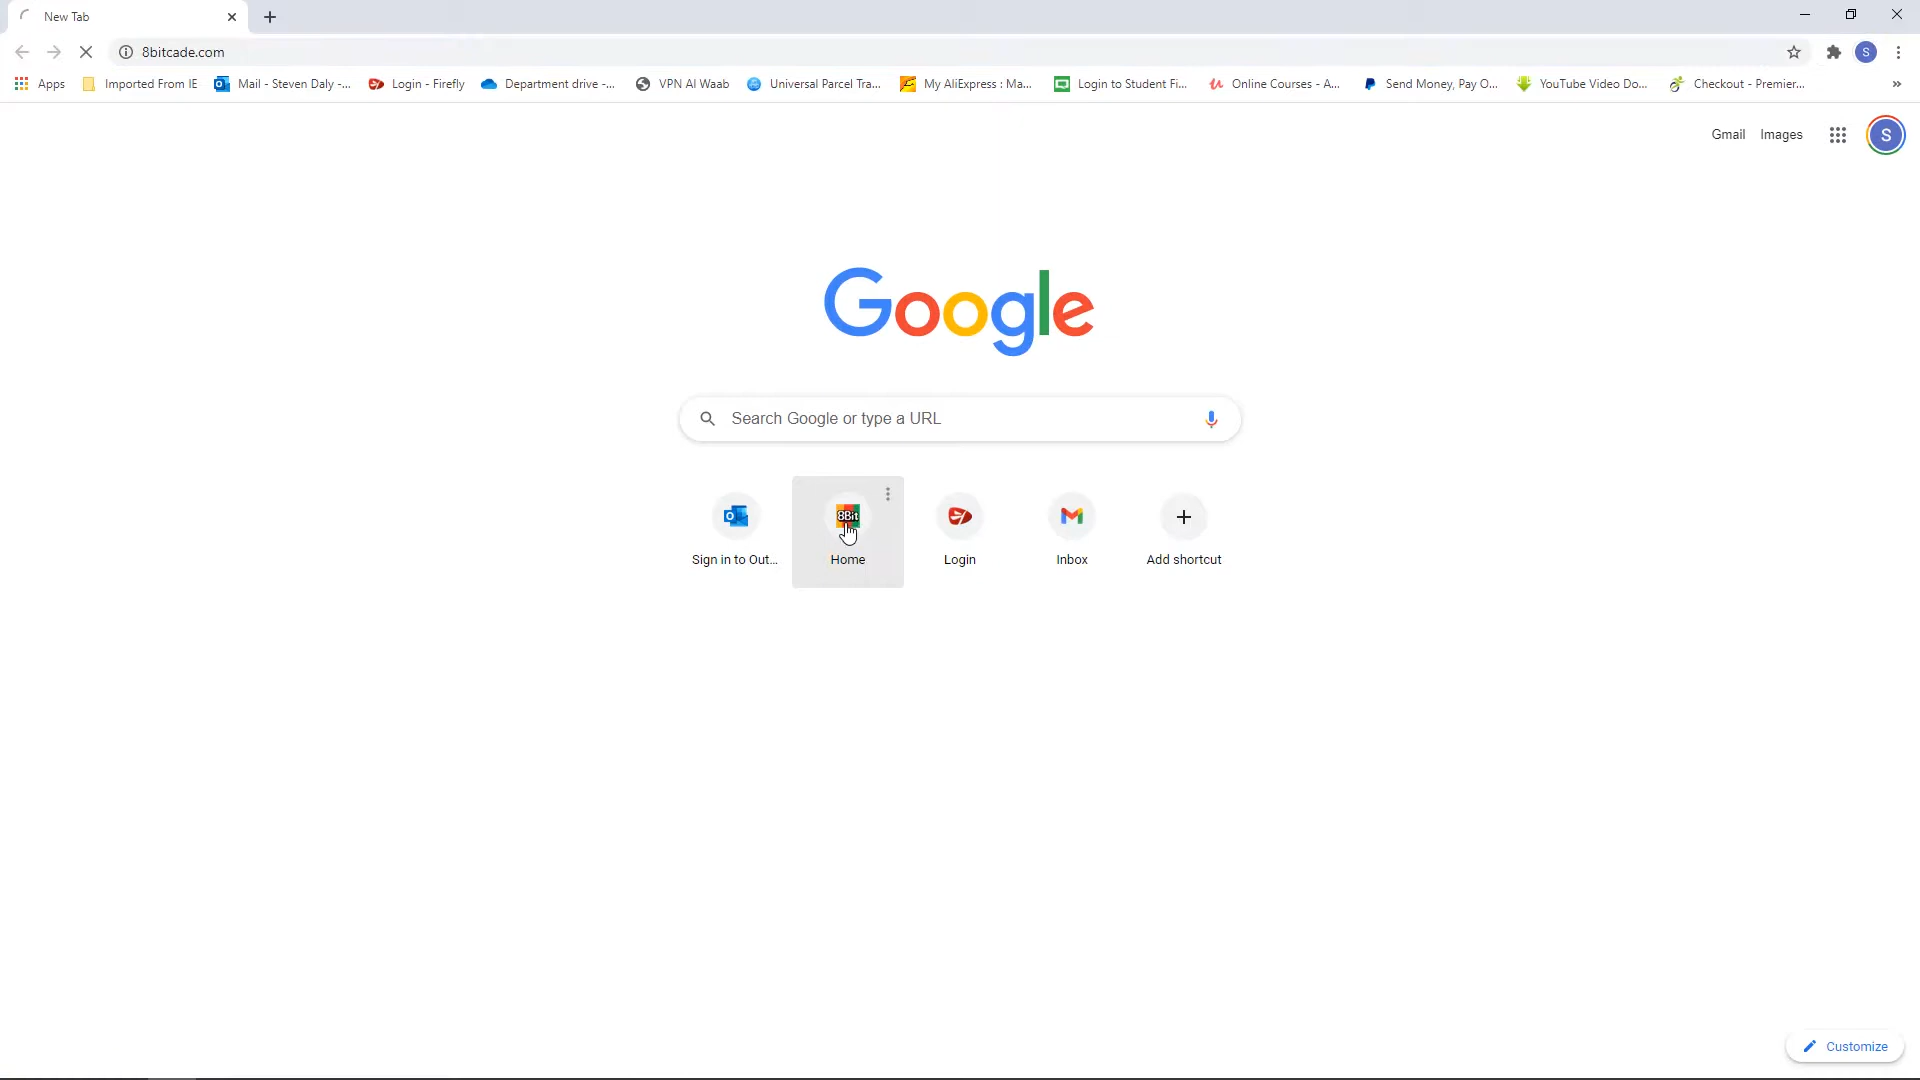 New Tab
8bitcade.com
S
Apps Imported From IE Mail - Steven Daly -... Login - Firefly Department drive -... VPN Al Waab Universal Parcel Tra... My AliExpress : Ma... Login to Student Fi... Online Courses - A... Send Money, Pay O... YouTube Video Do... Checkout - Premier... »
Gmail Images S
Google
Search Google or type a URL
8Bit
Sign in to Out... Home Login Inbox Add shortcut
Customize